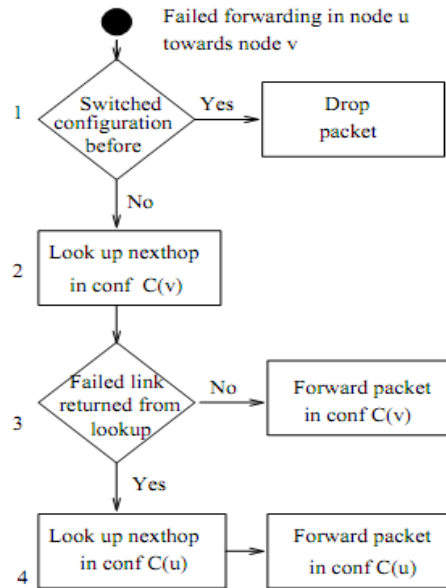 Failed forwarding in node u
towards node v
1
Switched
configuration
before
Yes
Drop
packet
No
2
Look up nexthop
in conf C(v)
3
Failed link
returned from
lookup
No
Forward packet
in conf C(v)
Yes
4
Look up nexthop
in conf C(u)
Forward packet
in conf C(u)